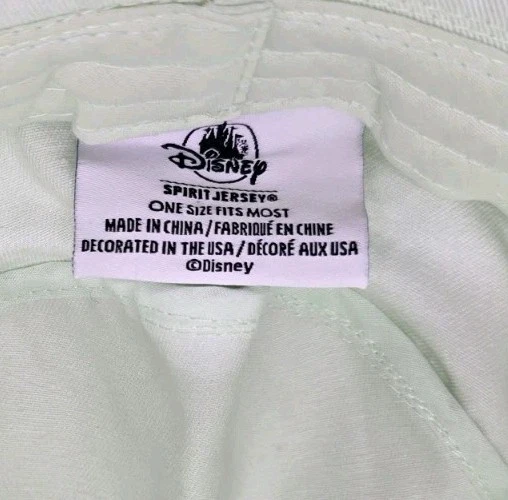 Disney
SPIRIT JERSEY®
ONE SIZE FITS MOST
MADE IN CHINA / FABRIQUÉ EN CHINE
DECORATED IN THE USA / DÉCORÉ AUX USA
©Disney